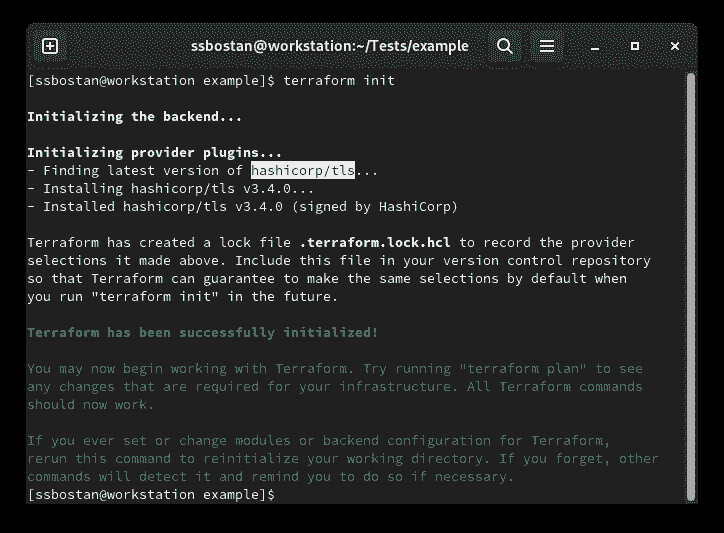 ssbostan@workstation:~/Tests/example
[ssbostan@workstation example]$ terraform init
Initializing the backend...
Initializing provider plugins...
- Finding latest version of hashicorp/tls...
- Installing hashicorp/tls v3.4.0...
- Installed hashicorp/tls v3.4.0 (signed by HashiCorp)
Terraform has created a lock file .terraform.lock.hcl to record the provider
selections it made above. Include this file in your version control repository
so that Terraform can guarantee to make the same selections by default when
you run "terraform init" in the future.
Terraform has been successfully initialized!
You may now begin working with Terraform. Try running "terraform plan" to see
any changes that are required for your infrastructure. All Terraform commands
should now work.
If you ever set or change modules or backend configuration for Terraform,
rerun this command to reinitialize your working directory. If you forget, other
commands will detect it and remind you to do so if necessary.
[ssbostan@workstation example]$